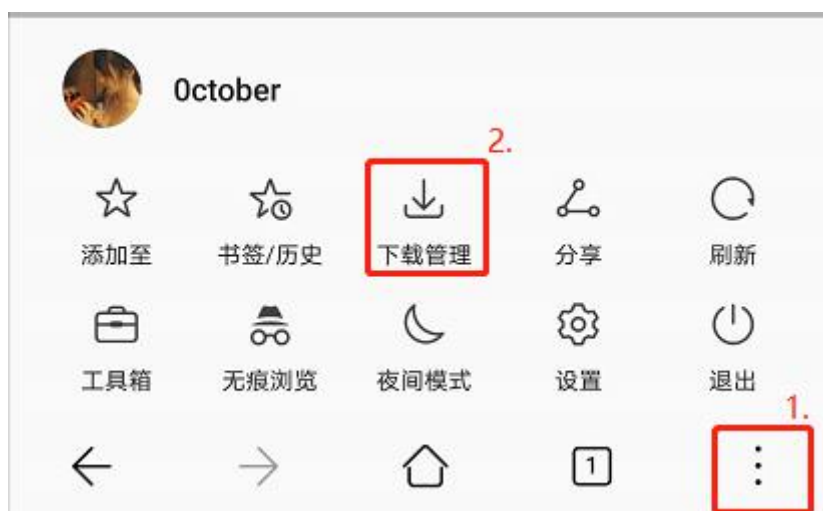 0ctober
2.
添加至 书签/历史 下载管理 分享 刷新
工具箱 无痕浏览 夜间模式 设置 退出
1.
1